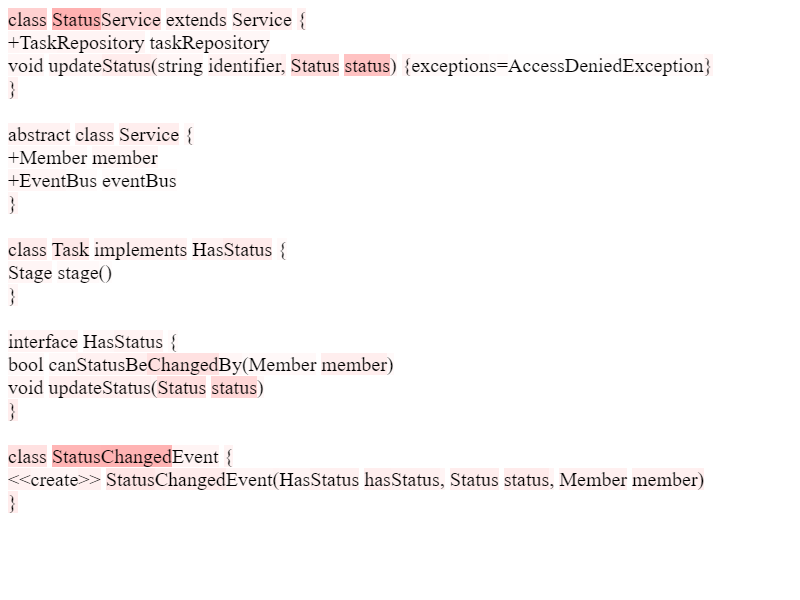 class StatusService extends Service {
+TaskRepository taskRepository
void updateStatus(string identifier, Status status) {exceptions=AccessDeniedException}
}
abstract class Service {
+Member member
+EventBus eventBus
}
class Task implements HasStatus {
Stage stage()
}
interface HasStatus {
bool canStatusBeChangedBy(Member member)
void updateStatus(Status status)
}
class StatusChangedEvent {
<<create>> StatusChangedEvent(HasStatus hasStatus, Status status, Member member)
}